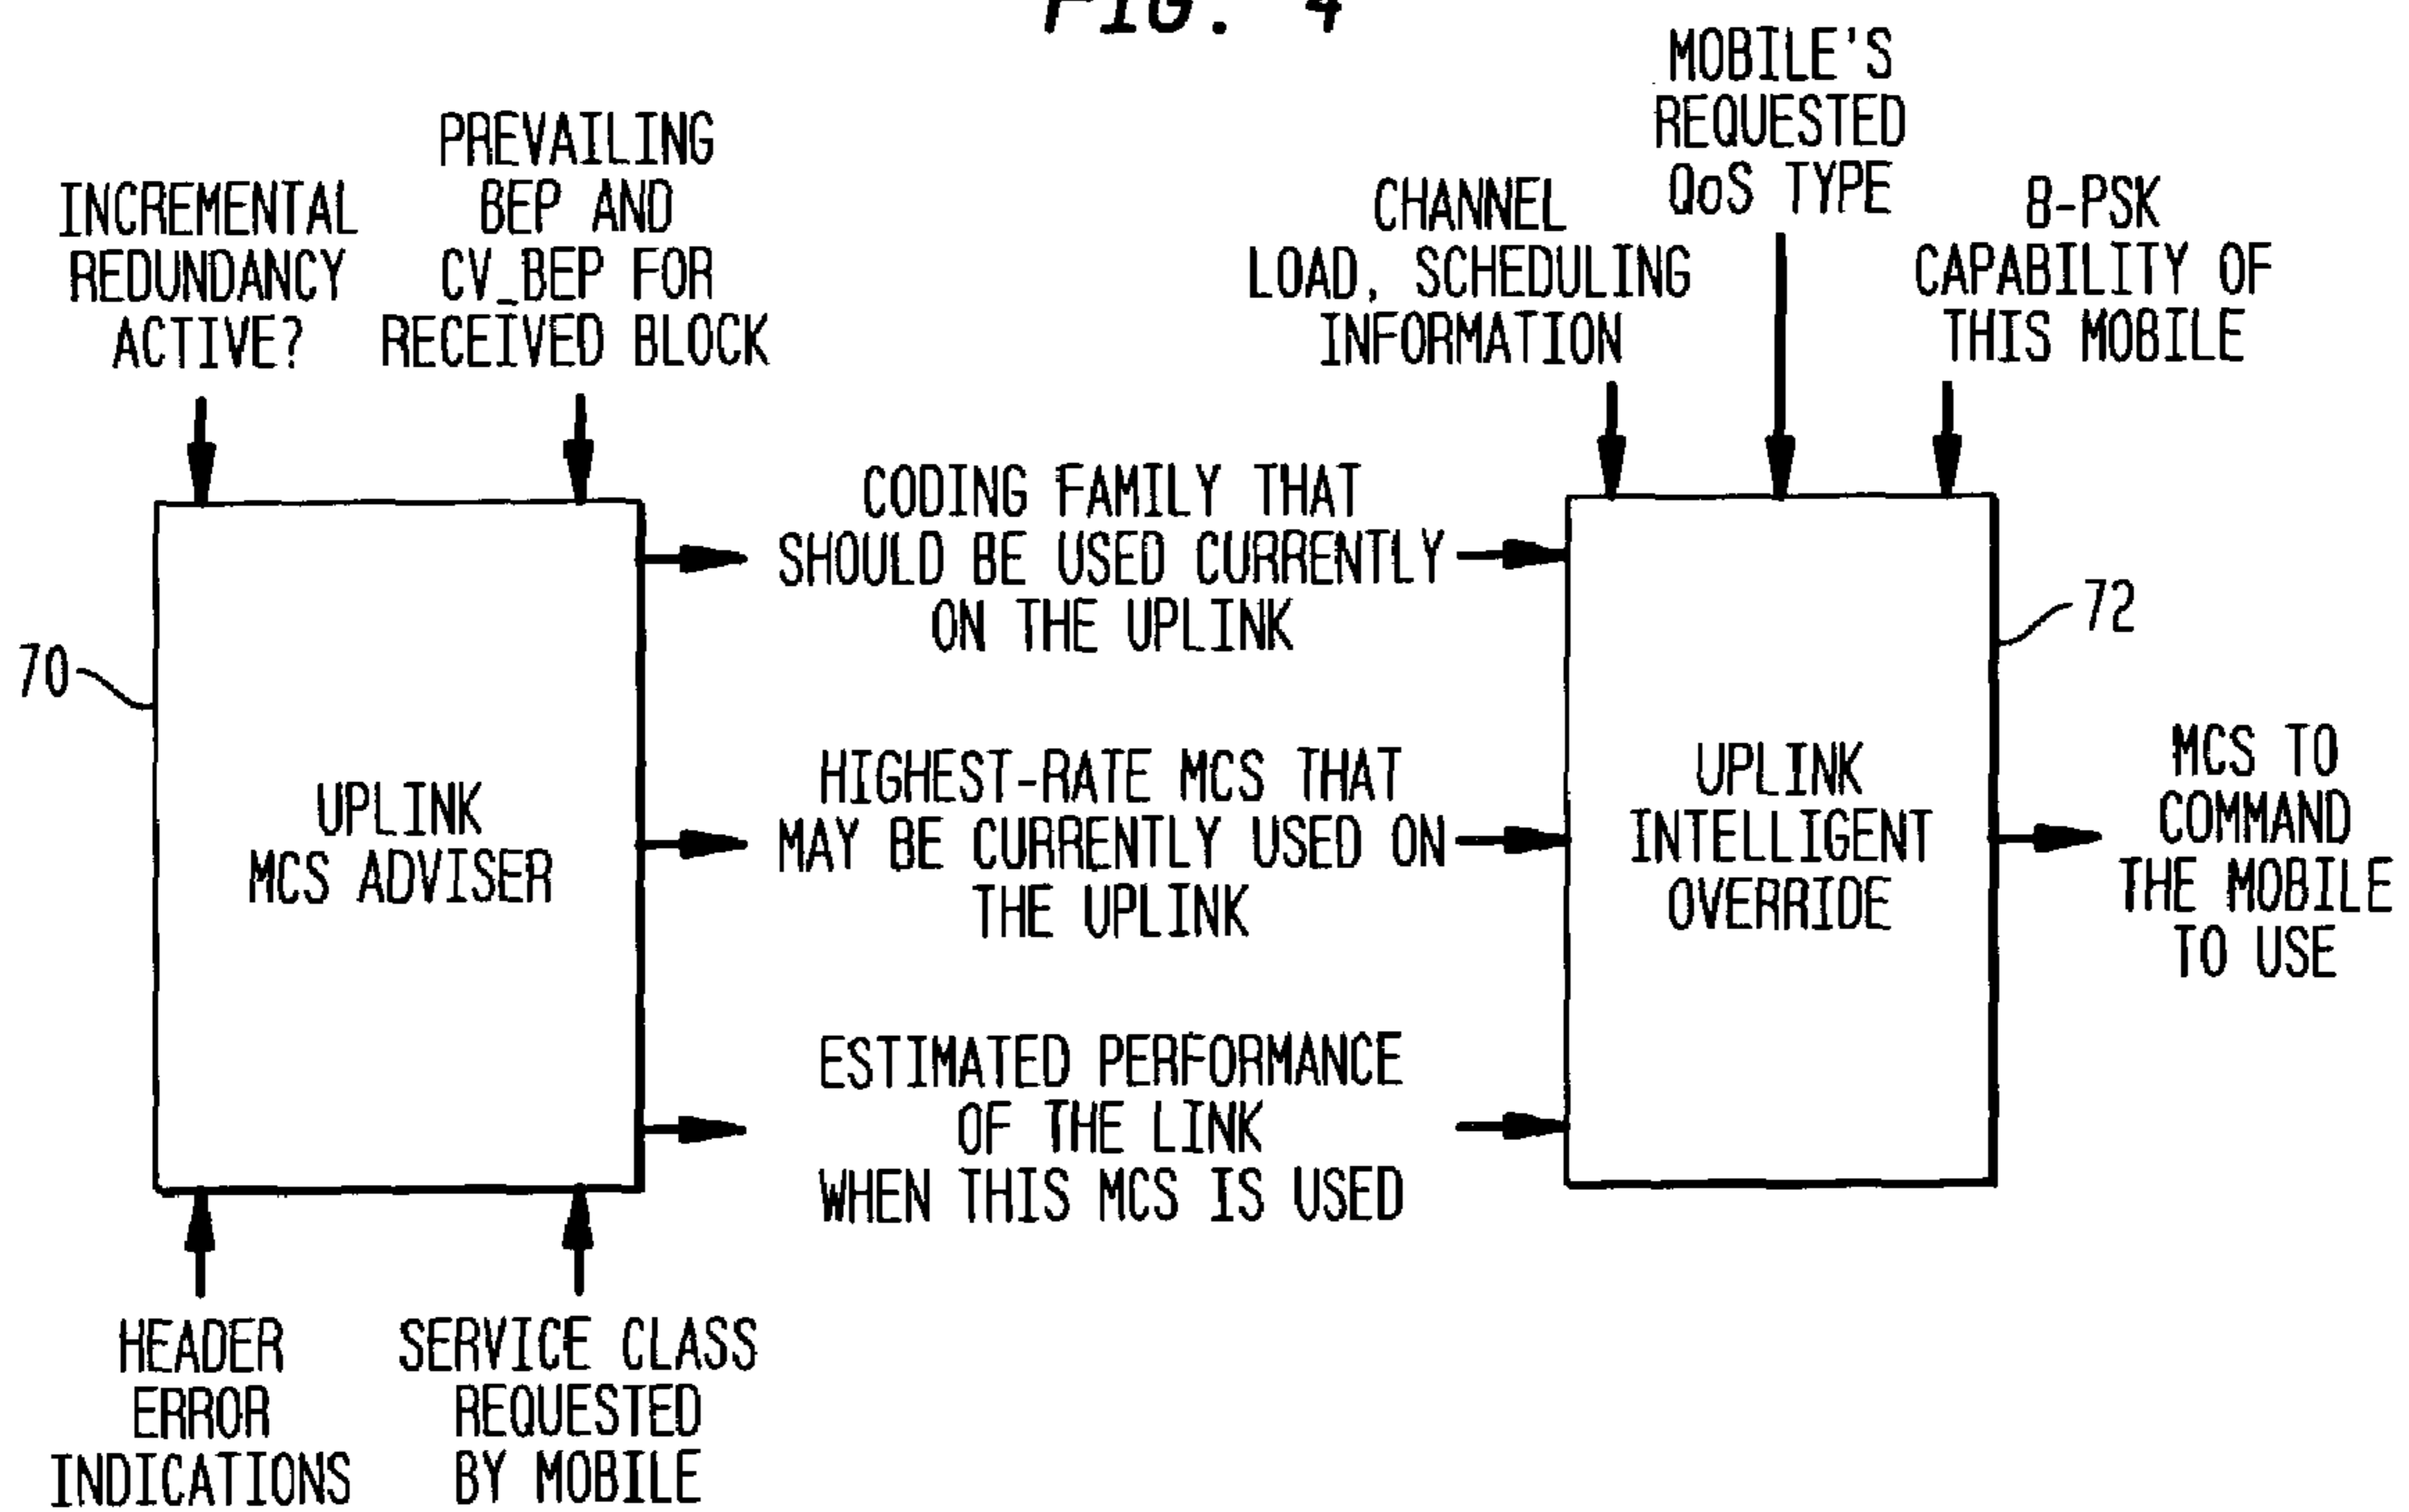 FIG. 4
INCREMENTAL
REDUNDANCY
ACTIVE?
PREVAILING
BEP AND
CV_BEP FOR
RECEIVED BLOCK
CHANNEL
LOAD, SCHEDULING
INFORMATION
MOBILE'S
REQUESTED
QoS TYPE
8-PSK
CAPABILITY OF
THIS MOBILE
70
UPLINK
MCS ADVISER
CODING FAMILY THAT
SHOULD BE USED CURRENTLY
ON THE UPLINK
HIGHEST-RATE MCS THAT
MAY BE CURRENTLY USED ON
THE UPLINK
ESTIMATED PERFORMANCE
OF THE LINK
WHEN THIS MCS IS USED
UPLINK
INTELLIGENT
OVERRIDE
72
MCS TO
COMMAND
THE MOBILE
TO USE
HEADER
ERROR
INDICATIONS
SERVICE CLASS
REQUESTED
BY MOBILE